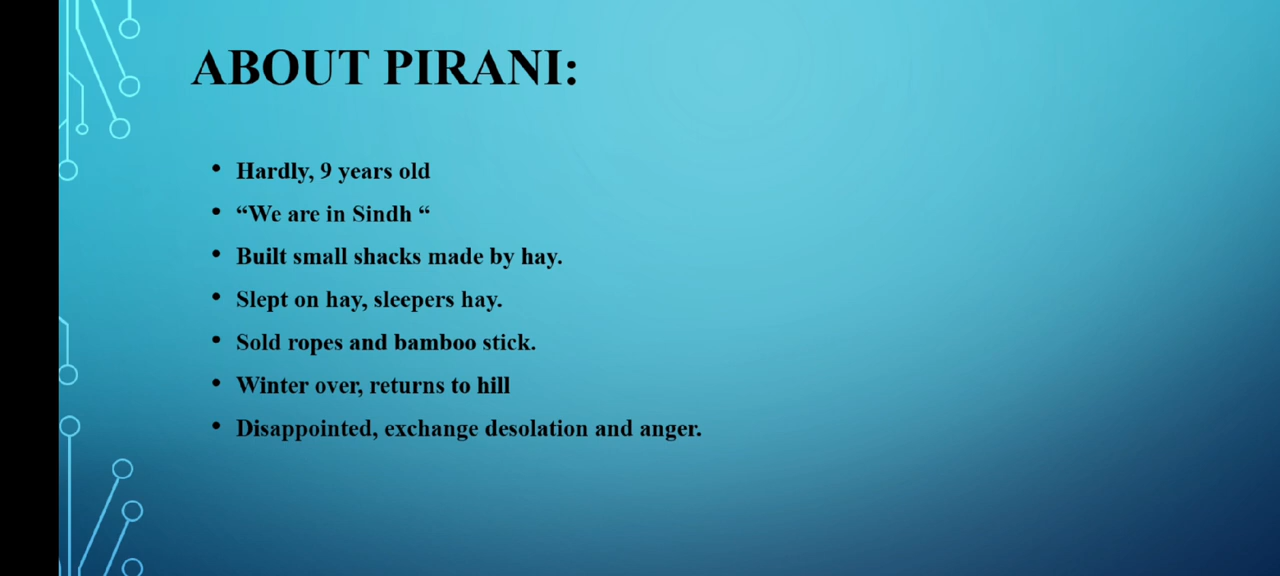 ABOUT PIRANI:
• Hardly, 9 years old
• “We are in Sindh “
• Built small shacks made by hay.
• Slept on hay, sleepers hay.
• Sold ropes and bamboo stick.
• Winter over, returns to hill
• Disappointed, exchange desolation and anger.